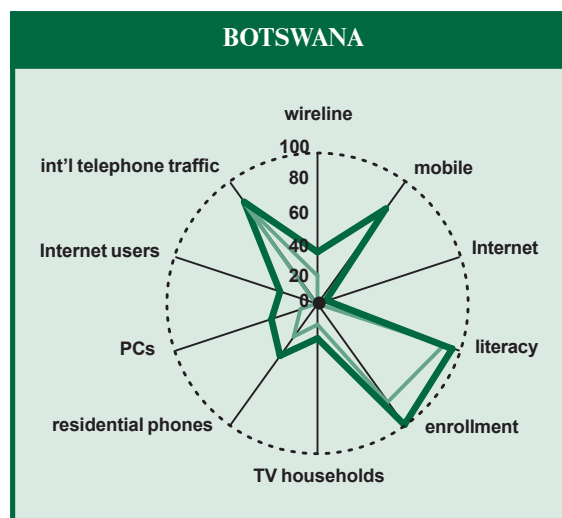 BOTSWANA
wireline
100
80
60
40
20
0
mobile
Internet
literacy
enrollment
TV households
residential phones
PCs
Internet users
int'l telephone traffic